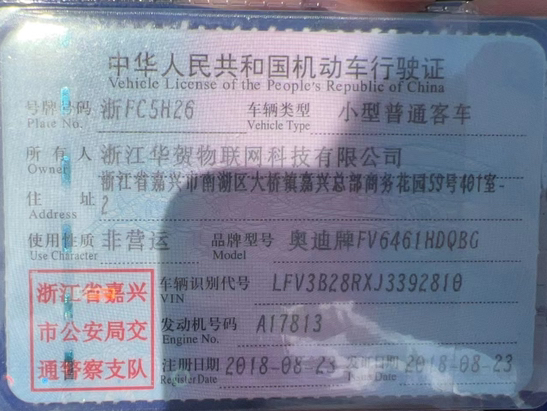 中华人民共和国机动车行驶证
Vehicle License of the People's Republic of China
号牌号码 浙FC5H26 车辆类型 小型普通客车
Plate No. Vehicle Type
所有人 浙江华贺物联网科技有限公司
Owner
浙江省嘉兴市南湖区大桥镇嘉兴总部商务花园59号401室-
住址 2
Address
使用性质 非营运 品牌型号 奥迪牌FV6461HDQBG
Use Character Model
浙江省嘉兴 车辆识别代号 LFV3B28RXJ3392810
VIN
市公安局交 发动机号码 A17813
Engine No.
通警察支队 注册日期 2018-08-23 发证日期 2018-08-23
Register Date Issue Date